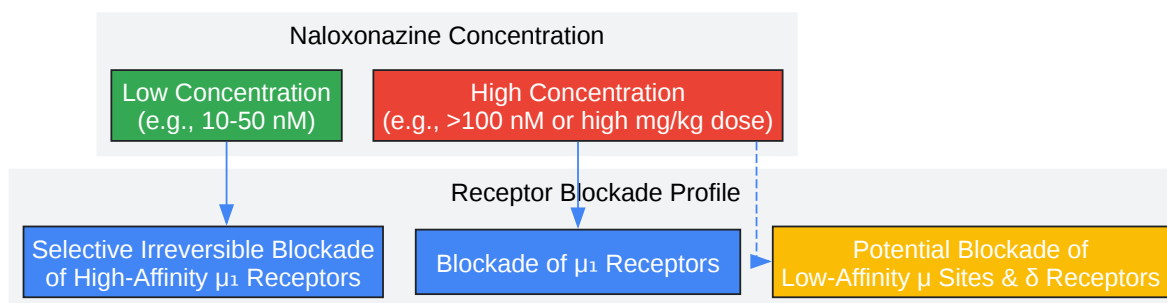 Naloxonazine Concentration
Low Concentration
(e.g., 10-50 nM)
High Concentration
(e.g., >100 nM or high mg/kg dose)
Receptor Blockade Profile
Selective Irreversible Blockade
of High-Affinity μ₁ Receptors
Blockade of μ₁ Receptors
Potential Blockade of
Low-Affinity μ Sites & δ Receptors